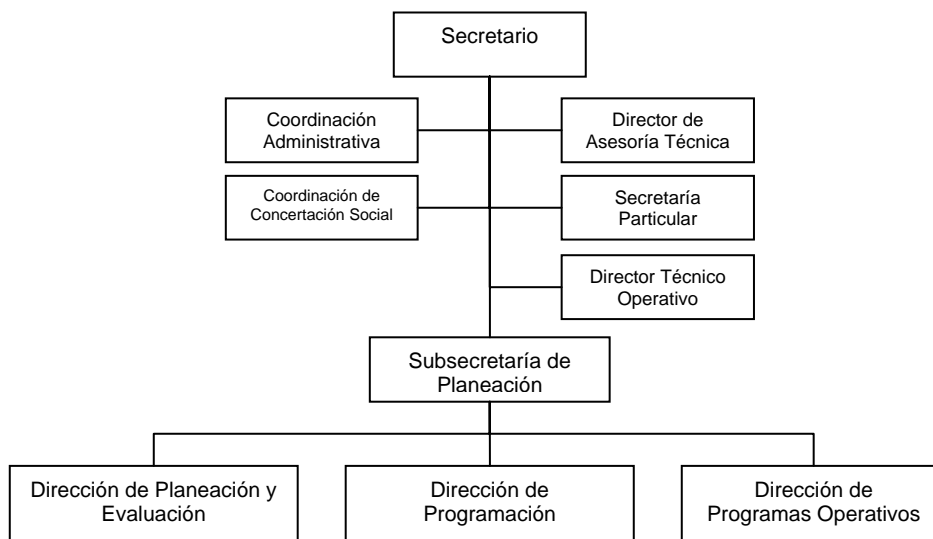 Secretario
Coordinación
Administrativa
Director de
Asesoría Técnica
Coordinación de
Concertación Social
Secretaría
Particular
Director Técnico
Operativo
Subsecretaría de
Planeación
Dirección de Planeación y
Evaluación
Dirección de
Programación
Dirección de
Programas Operativos